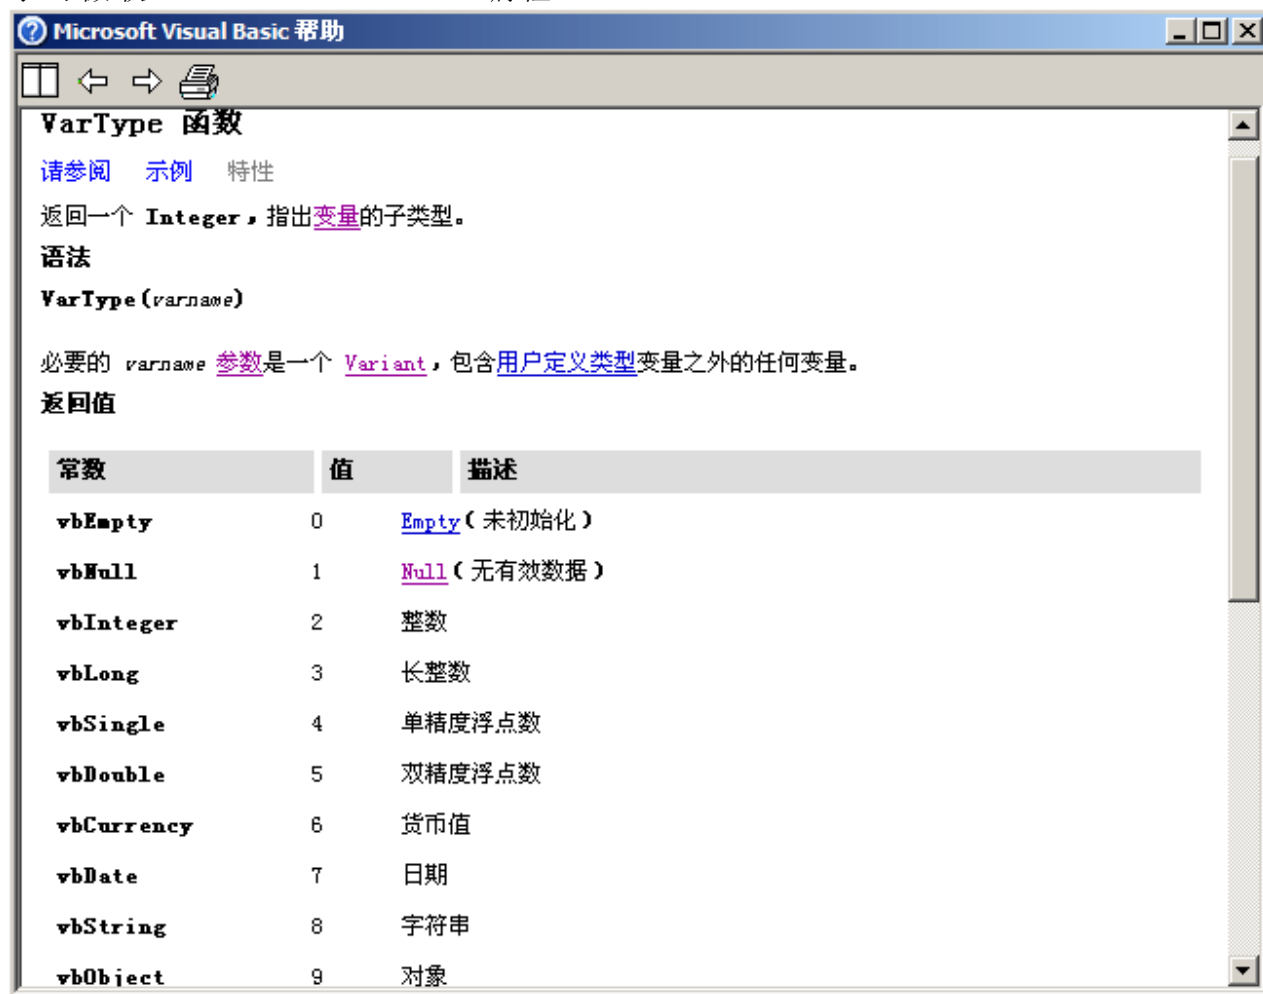 Microsoft Visual Basic 帮助
VarType 函数
请参阅 示例 特性
返回一个 Integer，指出变量的子类型。
语法
VarType(varname)
必要的 varname 参数是一个 Variant，包含用户定义类型变量之外的任何变量。
返回值
常数 值 描述
vbEmpty 0 Empty（未初始化）
vbNull 1 Null（无有效数据）
vbInteger 2 整数
vbLong 3 长整数
vbSingle 4 单精度浮点数
vbDouble 5 双精度浮点数
vbCurrency 6 货币值
vbDate 7 日期
vbString 8 字符串
vbObject 9 对象